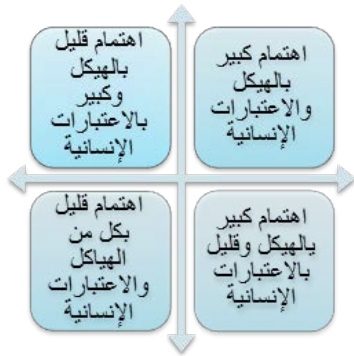 اهتمام كبير
بالهيكل
والاعتبارات
الإنسانية
اهتمام قليل
بالهيكل
وكبير
بالاعتبارات
الإنسانية
اهتمام كبير
يالهيكل وقليل
بالاعتبارات
الإنسانية
اهتمام قليل
بكل من
الهياكل
والاعتبارات
الإنسانية